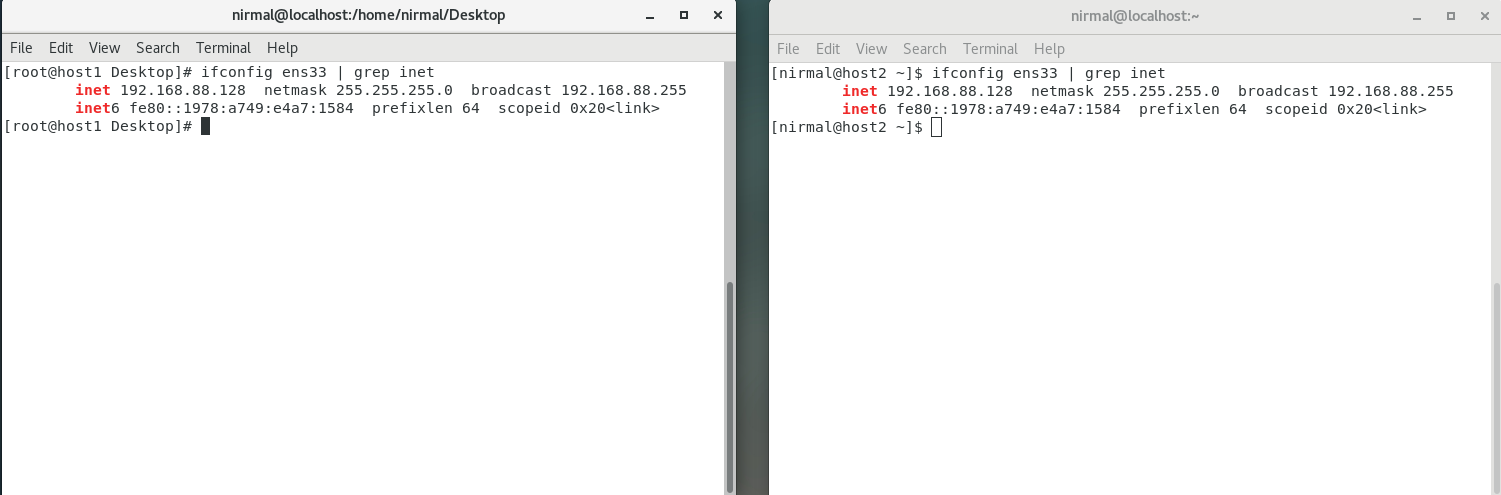 nirmal@localhost:/home/nirmal/Desktop
File Edit View Search Terminal Help
[root@host1 Desktop]# ifconfig ens33 | grep inet
        inet 192.168.88.128  netmask 255.255.255.0  broadcast 192.168.88.255
        inet6 fe80::1978:a749:e4a7:1584  prefixlen 64  scopeid 0x20<link>
[root@host1 Desktop]#
nirmal@localhost:~
File Edit View Search Terminal Help
[nirmal@host2 ~]$ ifconfig ens33 | grep inet
        inet 192.168.88.128  netmask 255.255.255.0  broadcast 192.168.88.255
        inet6 fe80::1978:a749:e4a7:1584  prefixlen 64  scopeid 0x20<link>
[nirmal@host2 ~]$